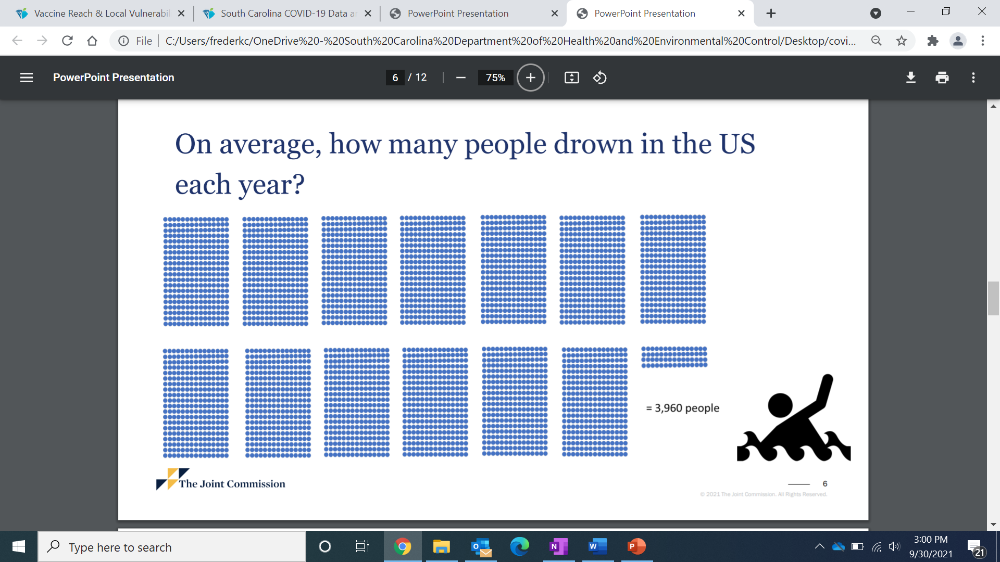 Vaccine Reach & Local Vulnerabil
South Carolina COVID-19 Data ar
PowerPoint Presentation
PowerPoint Presentation
File
C:/Users/frederkc/OneDrive%20-%20South%20Carolina%20Department%20of%20Health%20and%20Environmental%20Control/Desktop/covi...
PowerPoint Presentation
6 / 12
75%
On average, how many people drown in the US
each year?
= 3,960 people
The Joint Commission
6
© 2021 The Joint Commission. All Rights Reserved.
Type here to search
O
N
W
P
3:00 PM
9/30/2021
21